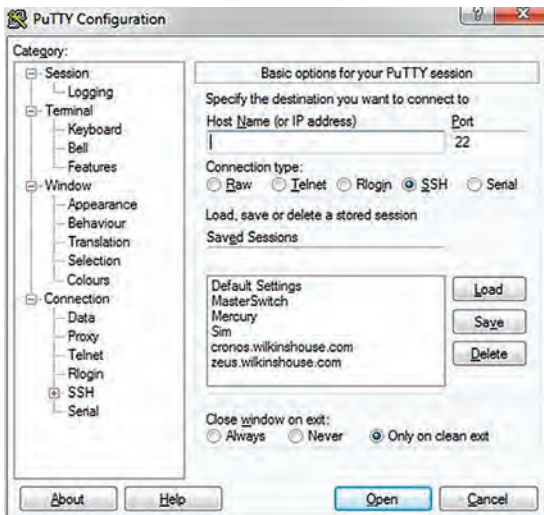 PuTTY Configuration
Category:
Session
Logging
Terminal
Keyboard
Bell
Features
Window
Appearance
Behaviour
Translation
Selection
Colours
Connection
Data
Proxy
Telnet
Rlogin
SSH
Serial
Basic options for your PuTTY session
Specify the destination you want to connect to
Host Name (or IP address) Port
22
Connection type:
Raw Telnet Rlogin SSH Serial
Load, save or delete a stored session
Saved Sessions
Default Settings
MasterSwitch
Mercury
Sim
cronos.wilkinshouse.com
zeus.wilkinshouse.com
Load
Save
Delete
Close window on exit:
Always Never Only on clean exit
About Help Open Cancel